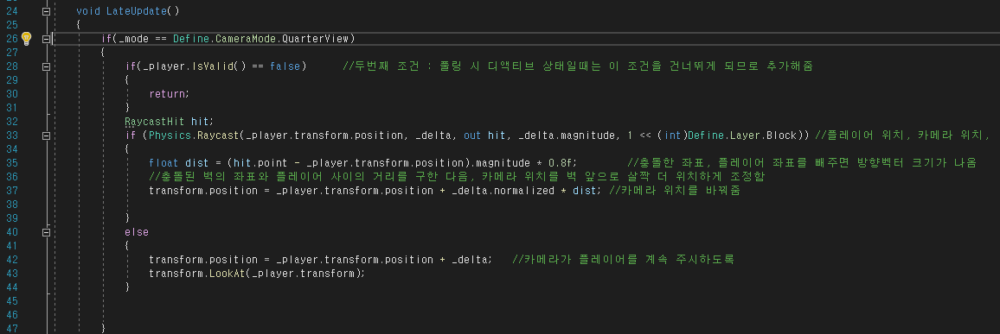 24 void LateUpdate()
25 {
26 if(_mode == Define.CameraMode.QuarterView)
27 {
28 if(_player.IsValid() == false) //두번째 조건 : 풀링 시 디액티브 상태일때는 이 조건을 건너뛰게 되므로 추가해줌
29 {
30 return;
31 }
32 RaycastHit hit;
33 if (Physics.Raycast(_player.transform.position, _delta, out hit, _delta.magnitude, 1 << (int)Define.Layer.Block)) //플레이어 위치, 카메라 위치,
34 {
35 float dist = (hit.point - _player.transform.position).magnitude * 0.8f; //충돌한 좌표, 플레이어 좌표를 빼주면 방향벡터 크기가 나옴
36 //충돌된 벽의 좌표와 플레이어 사이의 거리를 구한 다음, 카메라 위치를 벽 앞으로 살짝 더 위치하게 조정함
37 transform.position = _player.transform.position + _delta.normalized * dist; //카메라 위치를 바꿔줌
38
39 }
40 else
41 {
42 transform.position = _player.transform.position + _delta; //카메라가 플레이어를 계속 주시하도록
43 transform.LookAt(_player.transform);
44 }
45
46
47 }